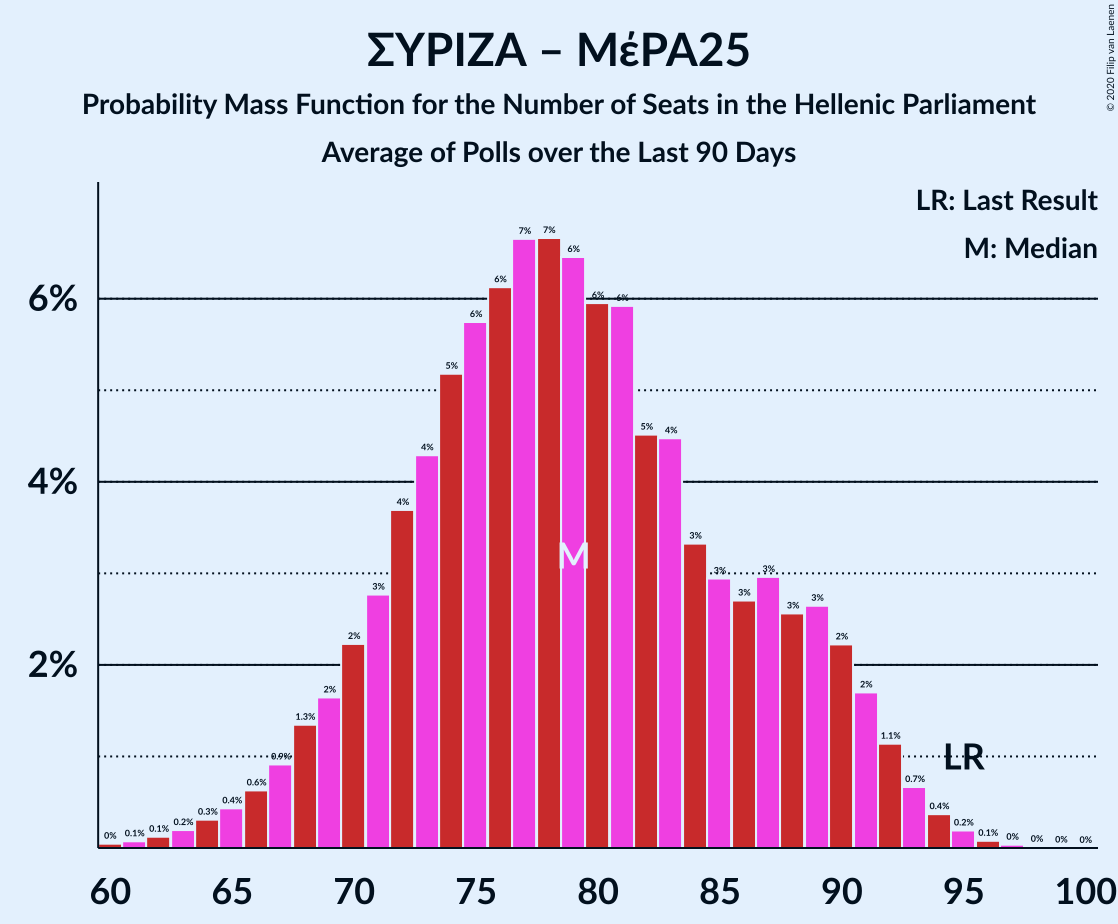 ΣΥΡΙΖΑ – ΜέΡΑ25
Probability Mass Function for the Number of Seats in the Hellenic Parliament
Average of Polls over the Last 90 Days
© 2020 Filip van Laenen
LR: Last Result
M: Median
6%
4%
2%
0% 0.1% 0.1% 0.2% 0.3% 0.4% 0.6% 0.9% 1.3% 2% 2% 3% 4% 4% 5% 6% 6% 7% 7% 6% 6% 6% 5% 4% 3% 3% 3% 3% 3% 3% 2% 2% 1.1% 0.7% 0.4% 0.2% 0.1% 0% 0% 0% 0%
M
LR
60 65 70 75 80 85 90 95 100